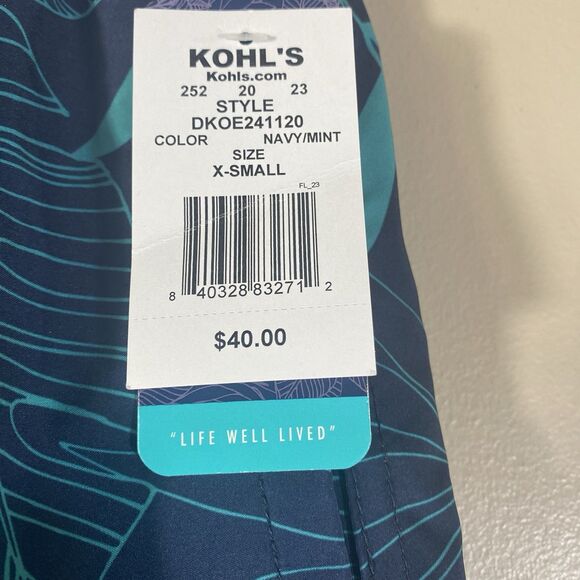 KOHL'S
Kohls.com
252 20 23
STYLE
DKOE241120
COLOR NAVY/MINT
SIZE
X-SMALL
FL_23
8 40328 83271 2
$40.00
"LIFE WELL LIVED"